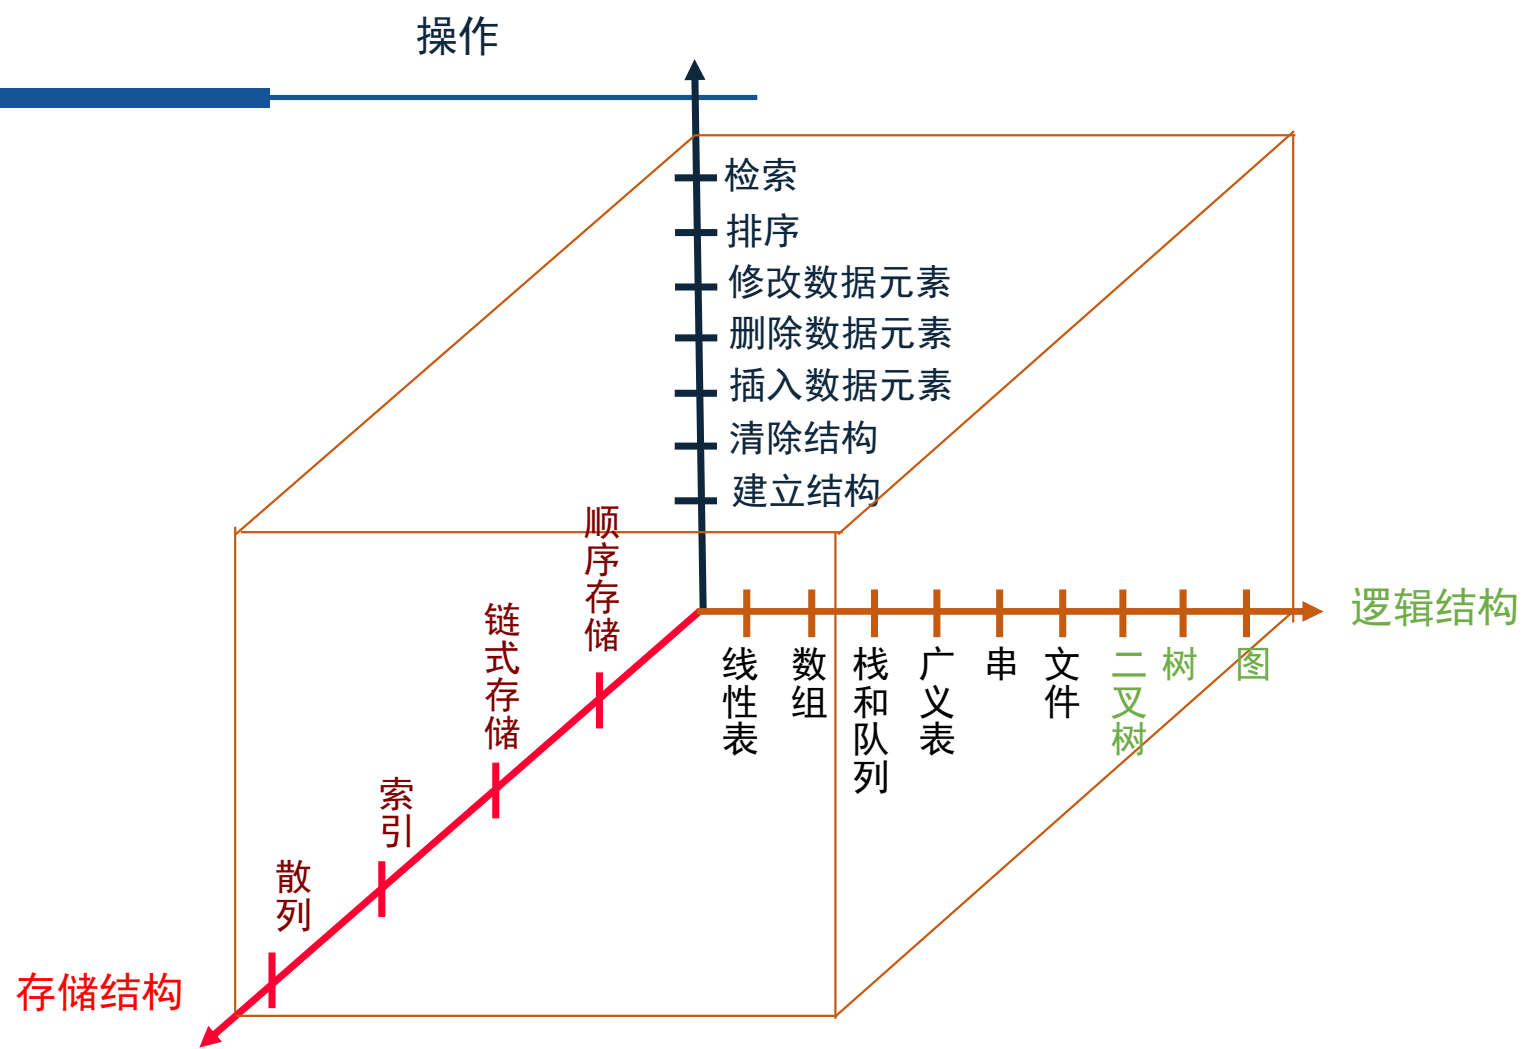 操作
检索
排序
修改数据元素
删除数据元素
插入数据元素
清除结构
建立结构
顺序存储
链式存储
索引
散列
存储结构
线性表
数组
栈和队列
广义表
串
文件
二叉树
树
图
逻辑结构